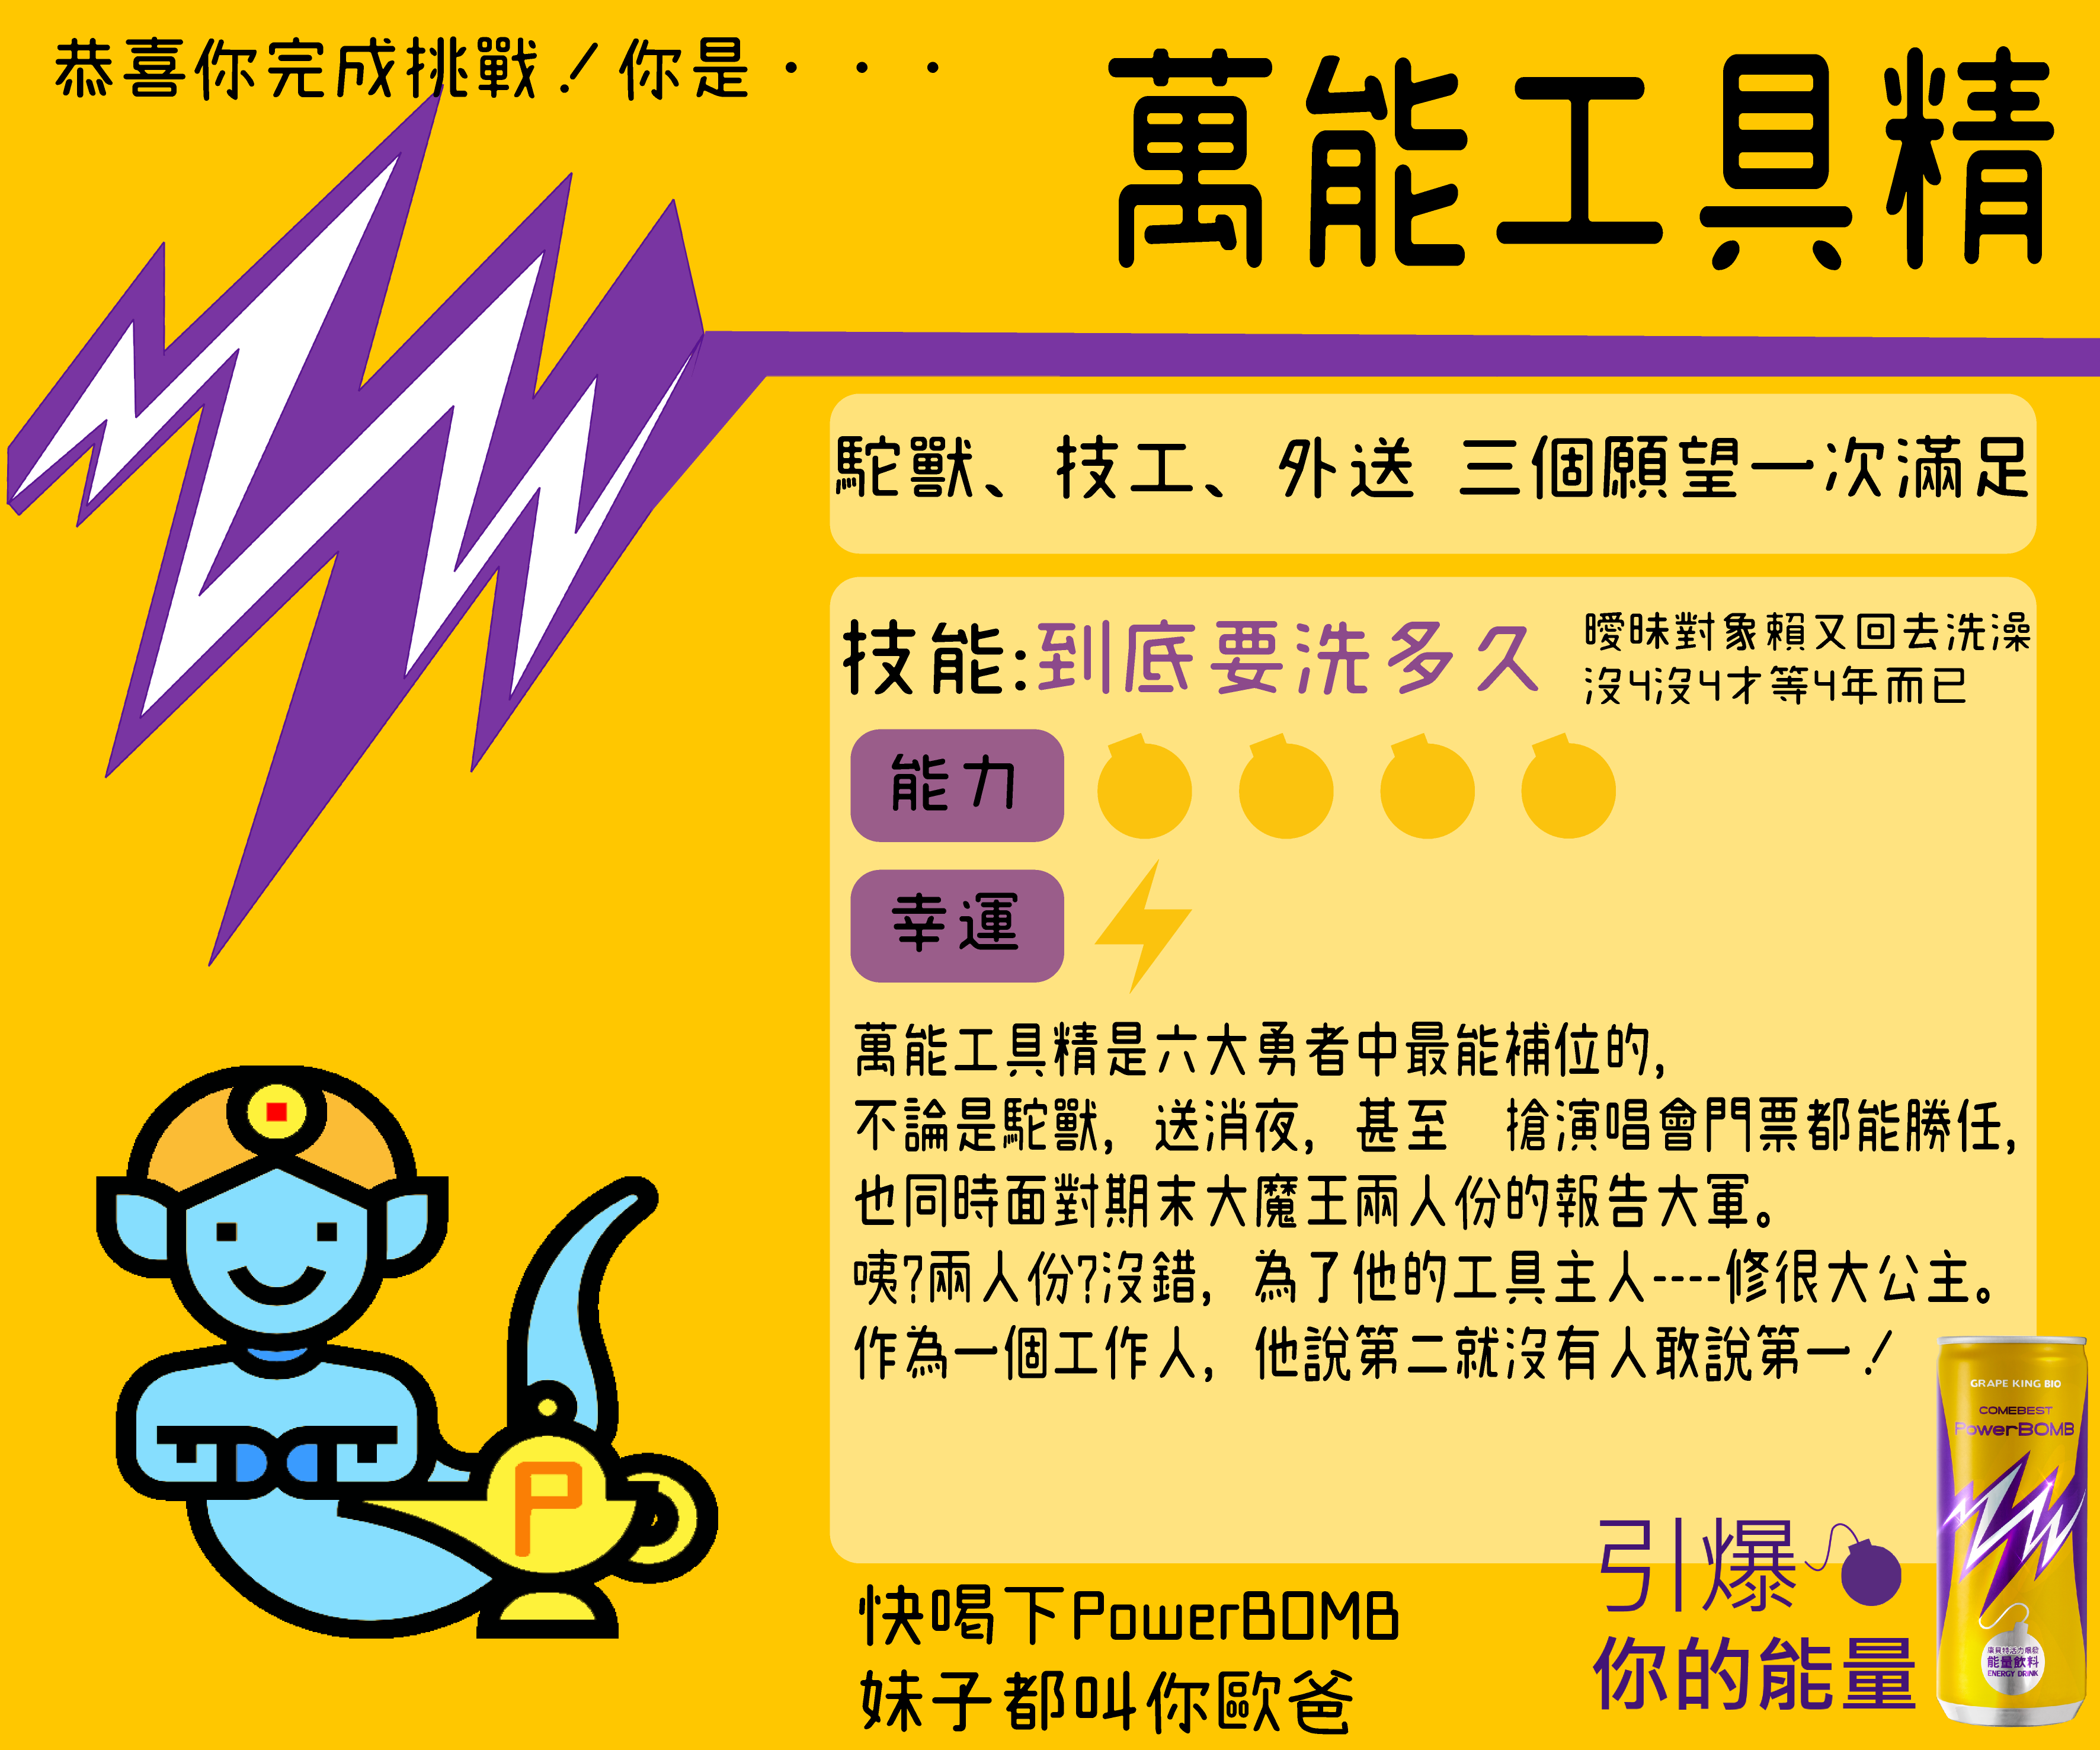 恭喜你完成挑戰！你是・・・
萬能工具精
駝獸、技工、外送 三個願望一次滿足
技能:到底要洗多久
曖昧對象賴又回去洗澡
沒4沒4才等4年而已
能力
幸運
萬能工具精是六大勇者中最能補位的,
不論是駝獸, 送消夜, 甚至 搶演唱會門票都能勝任,
也同時面對期末大魔王兩人份的報告大軍。
咦?兩人份?沒錯, 為了他的工具主人----修很大公主。
作為一個工作人, 他說第二就沒有人敢說第一！
P
快喝下PowerBOMB
妹子都叫你歐爸
引爆
你的能量
GRAPE KING BIO
COMEBEST
PowerBOMB
能量飲料
ENERGY DRINK